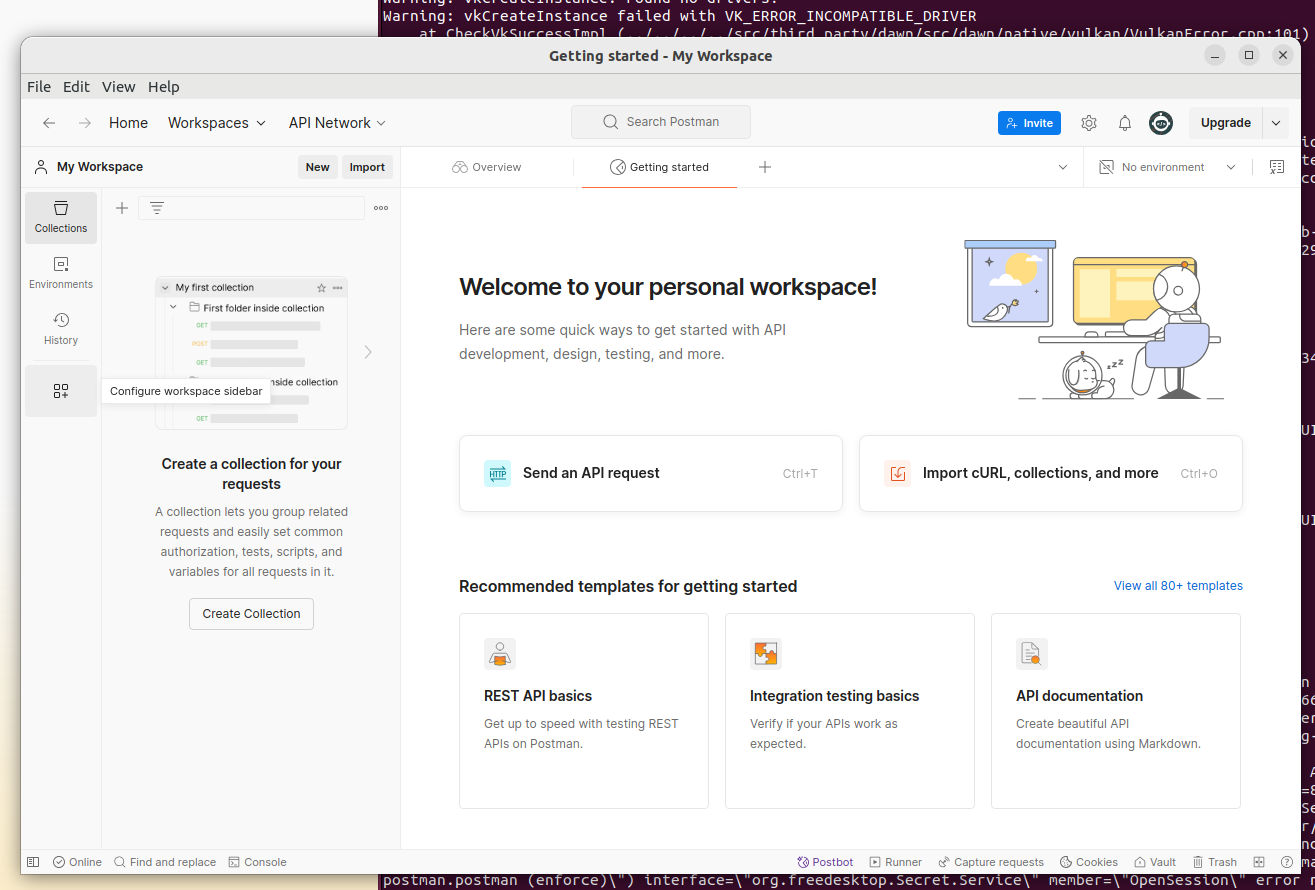 Warning: vkCreateInstance failed with VK_ERROR_INCOMPATIBLE_DRIVER
at CheckVkSuccessImpl (../../../../src/third_party/dawn/src/dawn/native/vulkan/VulkanError.cpp:101)
Getting started - My Workspace
File Edit View Help
Home Workspaces API Network Search Postman Invite Upgrade
My Workspace New Import Overview Getting started No environment
Collections
Environments
History
Configure workspace sidebar
My first collection
First folder inside collection
GET
POST
GET
nside collection
GET
Create a collection for your
requests
A collection lets you group related
requests and easily set common
authorization, tests, scripts, and
variables for all requests in it.
Create Collection
Welcome to your personal workspace!
Here are some quick ways to get started with API
development, design, testing, and more.
zzz
HTTP Send an API request Ctrl+T
Import cURL, collections, and more Ctrl+O
Recommended templates for getting started View all 80+ templates
REST API basics
Get up to speed with testing REST
APIs on Postman.
Integration testing basics
Verify if your APIs work as
expected.
API documentation
Create beautiful API
documentation using Markdown.
Online Find and replace Console Postbot Runner Capture requests Cookies Vault Trash
postman.postman (enforce)\") interface=\"org.freedesktop.Secret.Service\" member=\"OpenSession\" error